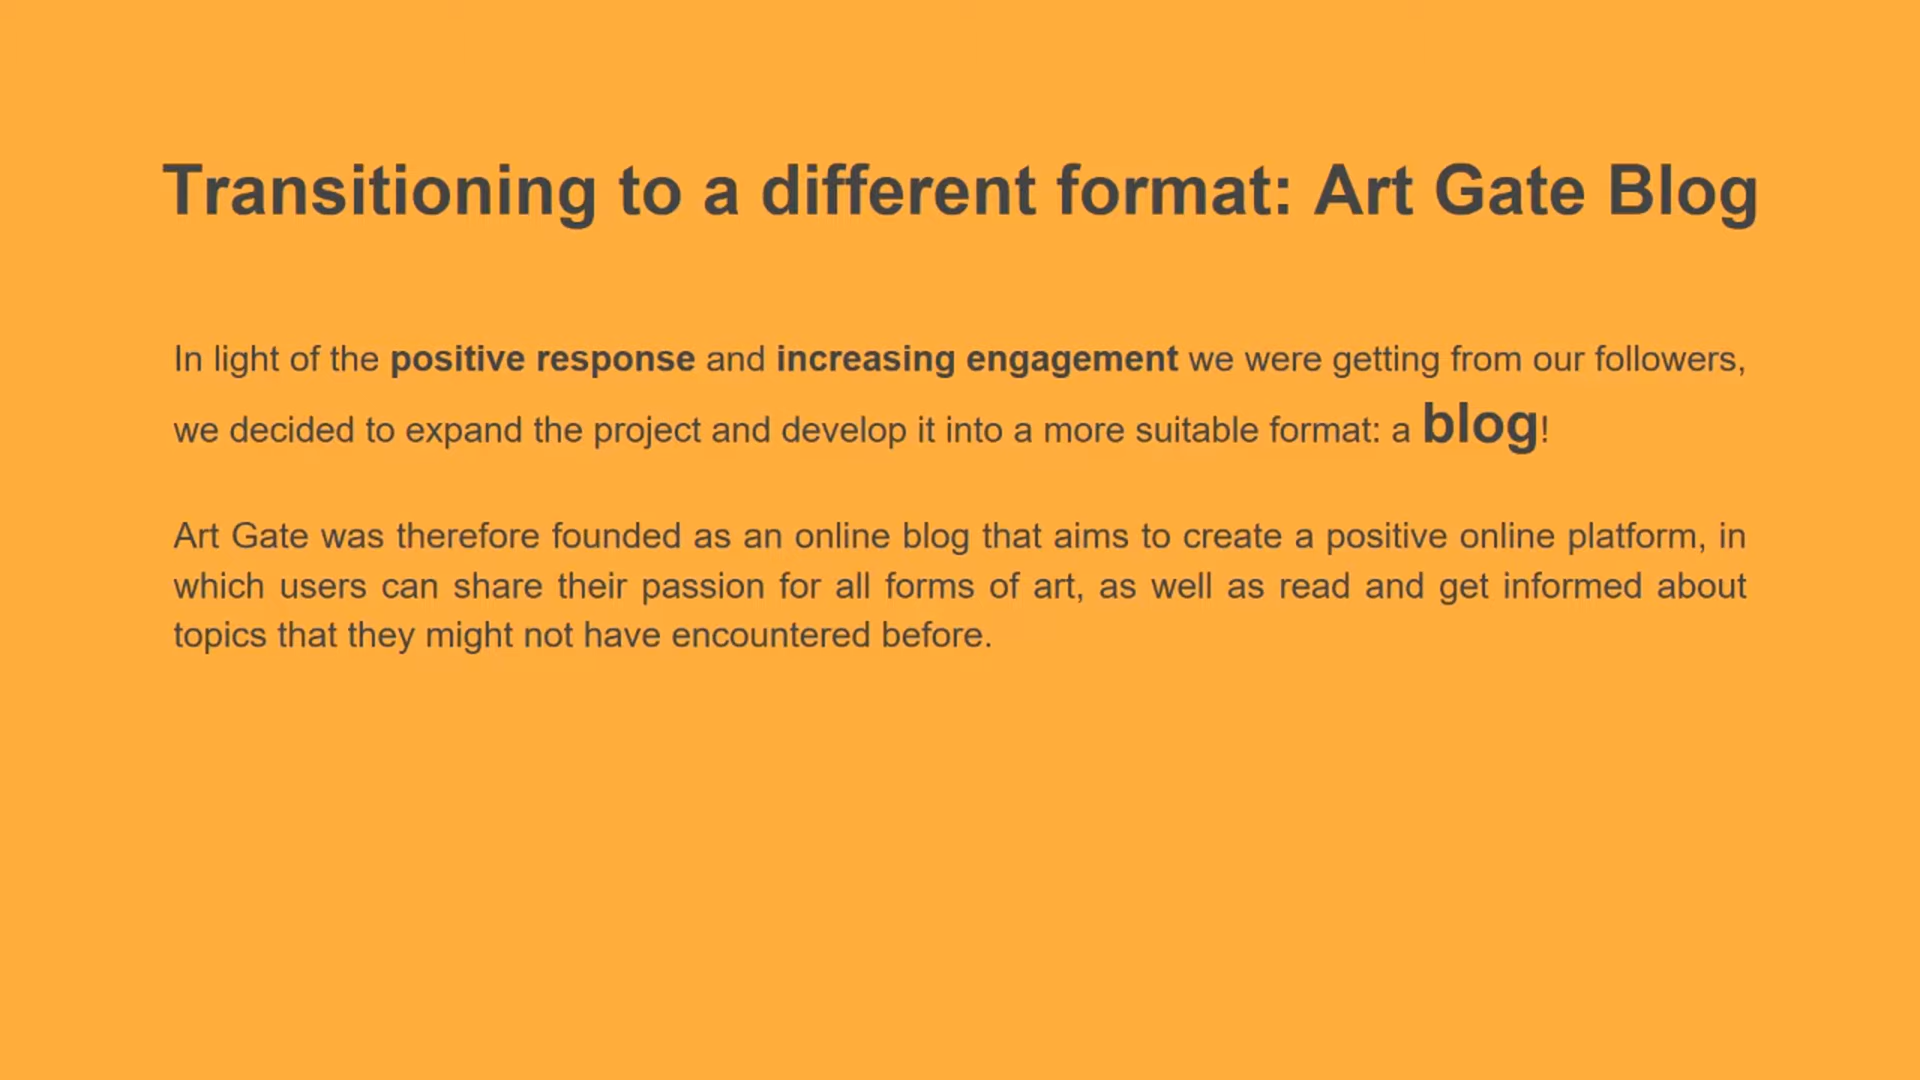 Transitioning to a different format: Art Gate Blog
In light of the positive response and increasing engagement we were getting from our followers,
we decided to expand the project and develop it into a more suitable format: a blog!
Art Gate was therefore founded as an online blog that aims to create a positive online platform, in
which users can share their passion for all forms of art, as well as read and get informed about
topics that they might not have encountered before.